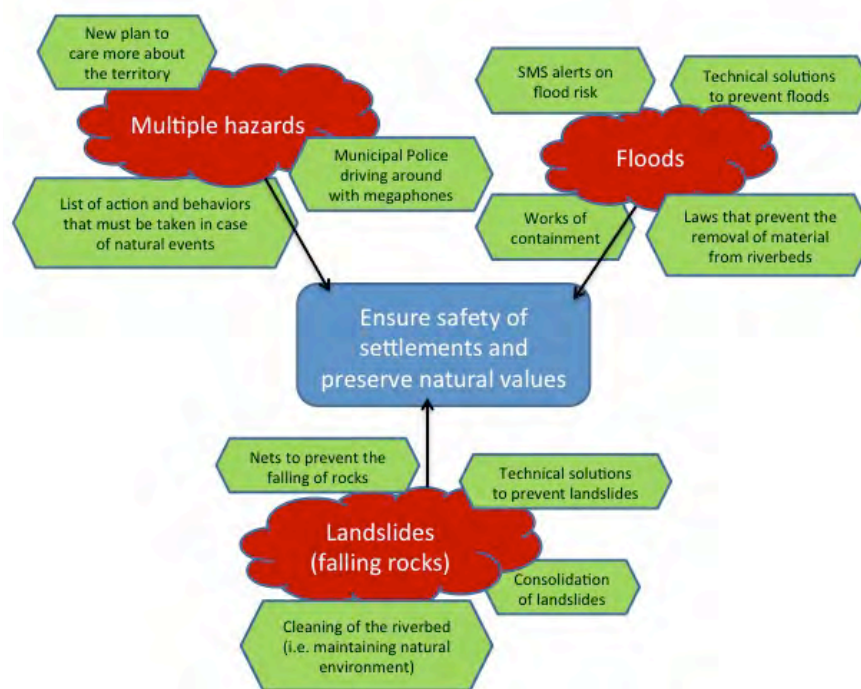 New plan to
care more about
the territory
Multiple hazards
Municipal Police
driving around
with megaphones
List of action and behaviors
that must be taken in case
of natural events
SMS alerts on
flood risk
Technical solutions
to prevent floods
Floods
Works of
containment
Laws that prevent the
removal of material
from riverbeds
Ensure safety of
settlements and
preserve natural values
Nets to prevent the
falling of rocks
Technical solutions
to prevent landslides
Landslides
(falling rocks)
Consolidation
of landslides
Cleaning of the riverbed
(i.e. maintaining natural
environment)